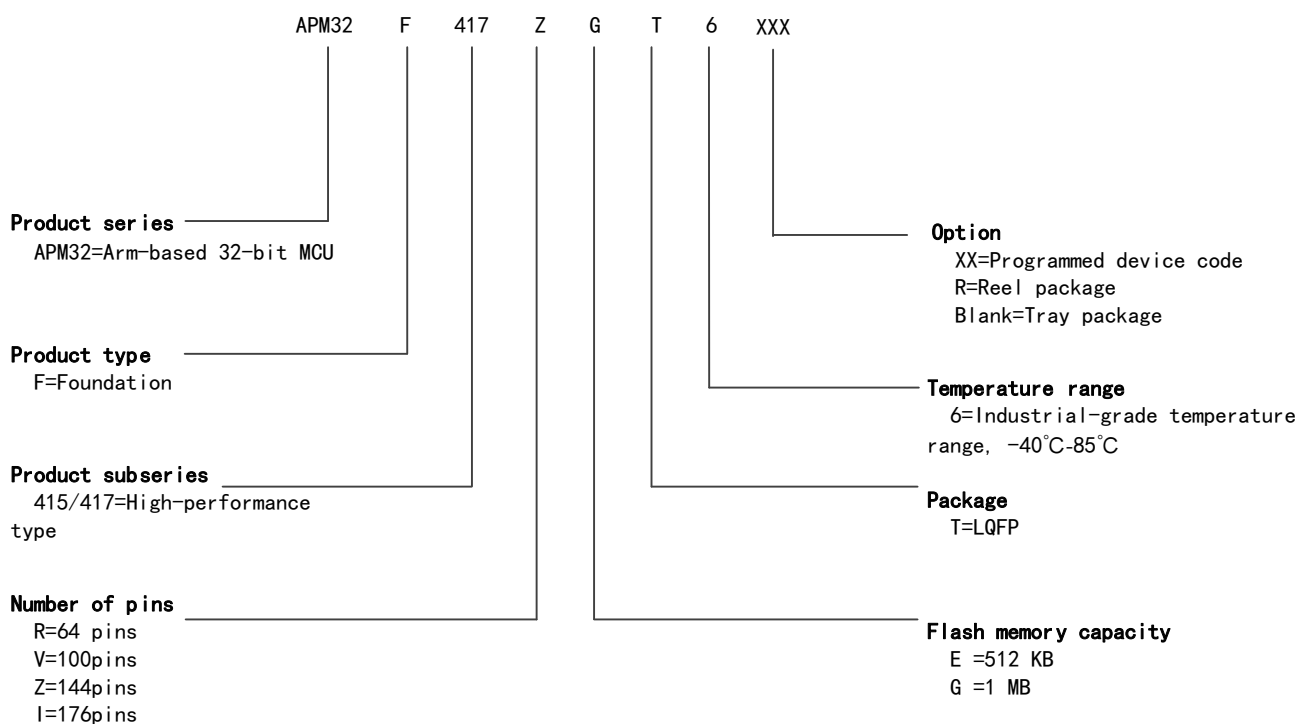 APM32 F 417 Z G T 6 XXX
Product series
APM32=Arm-based 32-bit MCU
Product type
F=Foundation
Product subseries
415/417=High-performance
type
Number of pins
R=64 pins
V=100pins
Z=144pins
I=176pins
Option
XX=Programmed device code
R=Reel package
Blank=Tray package
Temperature range
6=Industrial-grade temperature
range, -40℃-85℃
Package
T=LQFP
Flash memory capacity
E =512 KB
G =1 MB